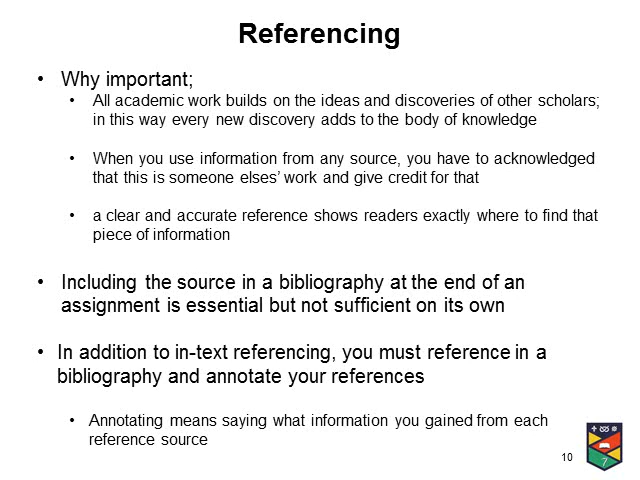 Referencing
• Why important;
• All academic work builds on the ideas and discoveries of other scholars;
in this way every new discovery adds to the body of knowledge
• When you use information from any source, you have to acknowledged
that this is someone elses’ work and give credit for that
• a clear and accurate reference shows readers exactly where to find that
piece of information
• Including the source in a bibliography at the end of an
assignment is essential but not sufficient on its own
• In addition to in-text referencing, you must reference in a
bibliography and annotate your references
• Annotating means saying what information you gained from each
reference source
10
7